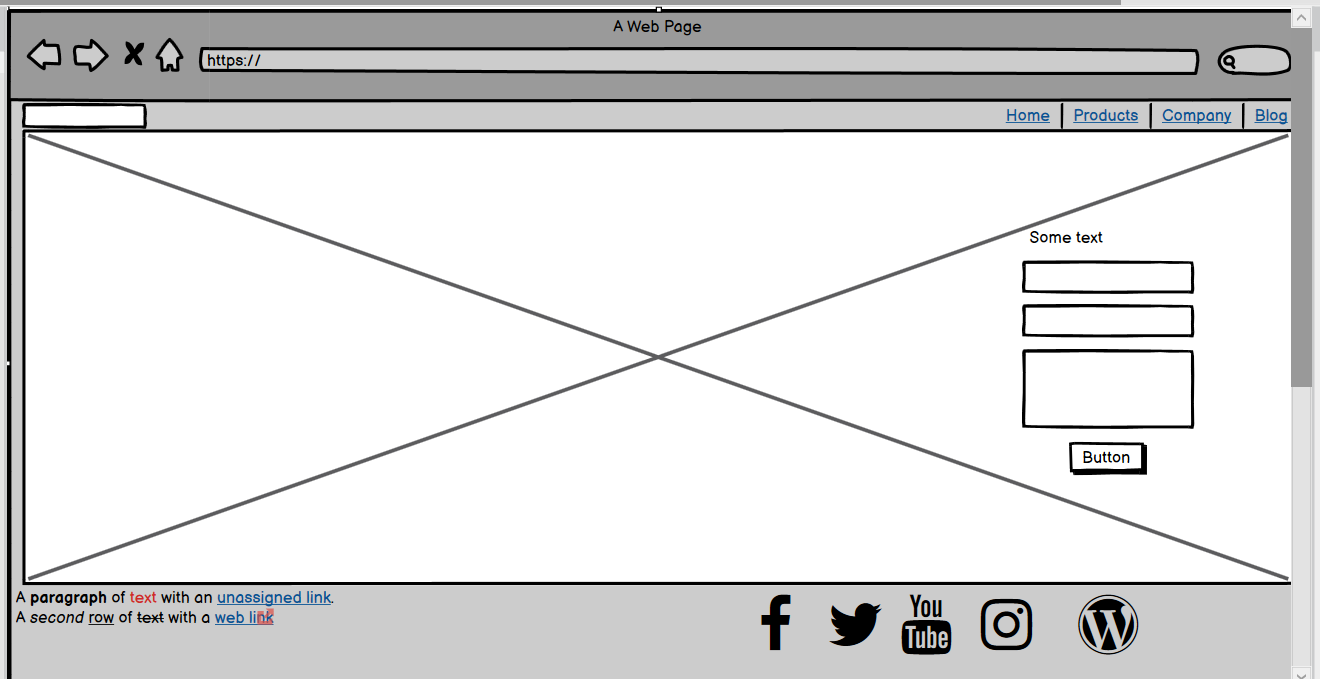 A Web Page
https://
Home Products Company Blog
Some text
Button
A paragraph of text with an unassigned link.
A second row of text with a web link
You
Tube